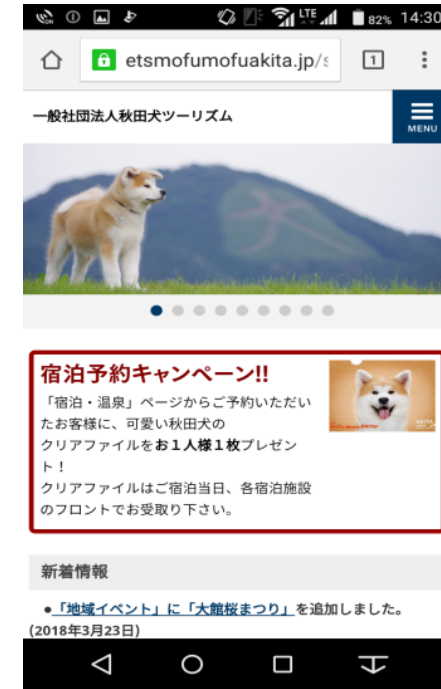 LTE 82% 14:30
etsmofumofuakita.jp/s
1
一般社団法人秋田犬ツーリズム
MENU
宿泊予約キャンペーン!!
「宿泊・温泉」ページからご予約いただい
たお客様に、可愛い秋田犬の
クリアファイルをお１人様１枚プレゼン
ト！
クリアファイルはご宿泊当日、各宿泊施設
のフロントでお受取り下さい。
新着情報
●「地域イベント」に「大館桜まつり」を追加しました。
(2018年3月23日)